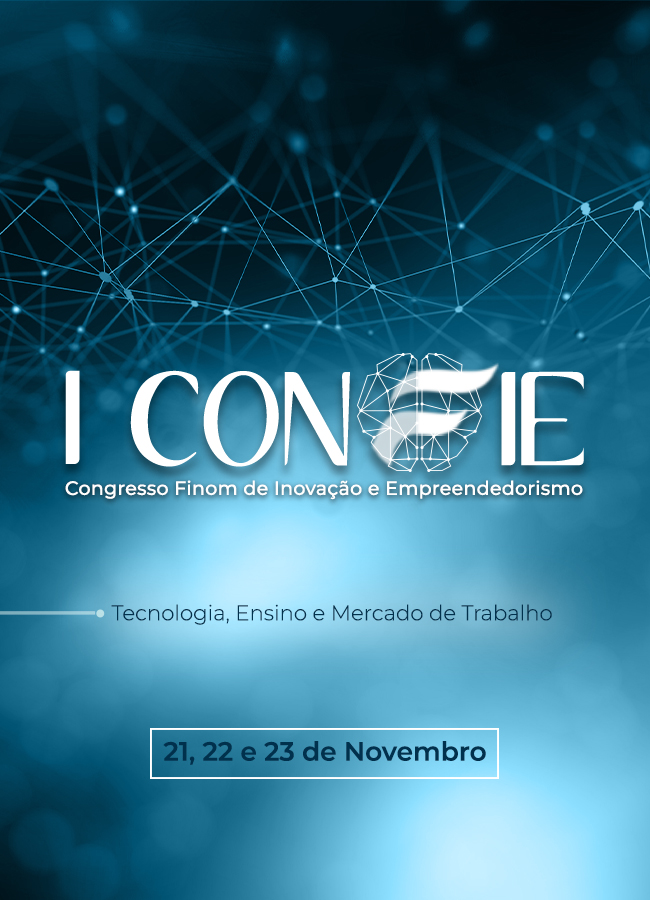 I CONFIE
Congresso Finom de Inovação e Empreendedorismo
Tecnologia, Ensino e Mercado de Trabalho
21, 22 e 23 de Novembro